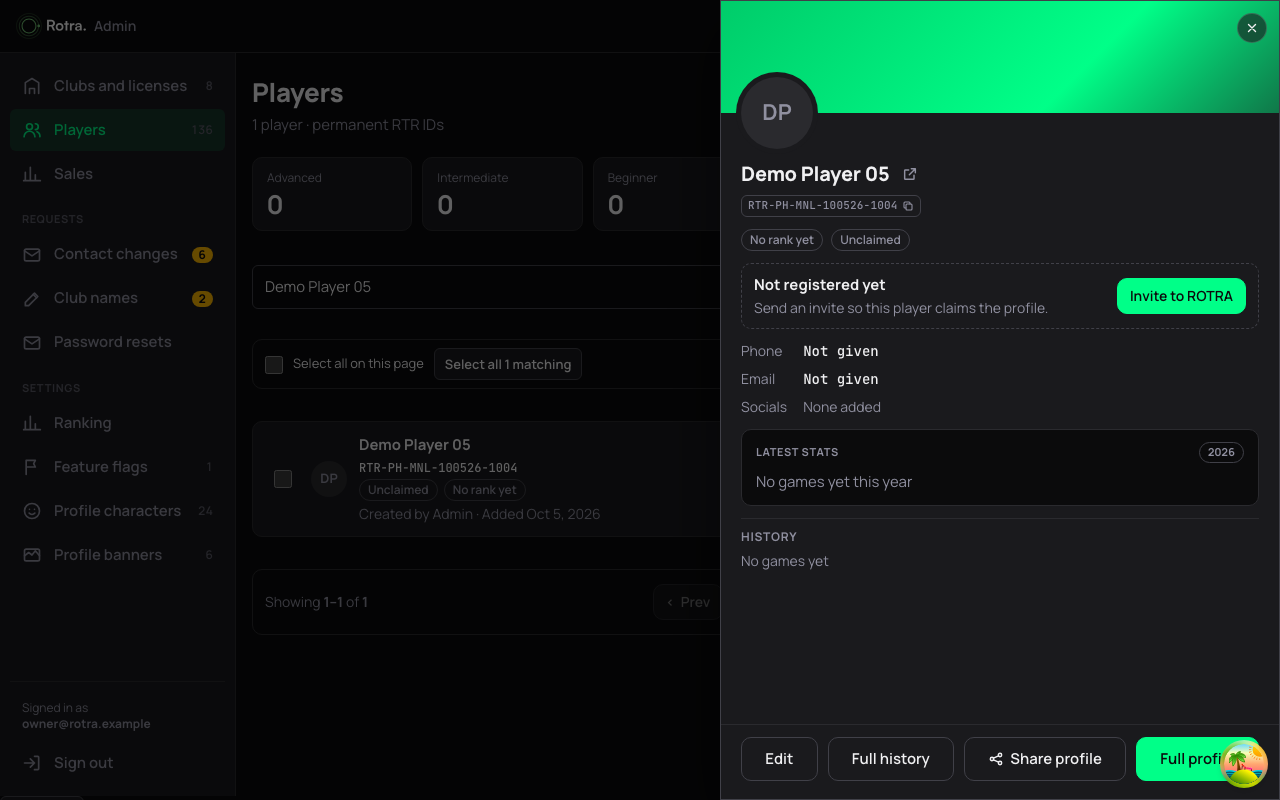 Rotra. Admin
Clubs and licenses 8
Players 136
Sales
REQUESTS
Contact changes 6
Club names 2
Password resets
SETTINGS
Ranking
Feature flags 1
Profile characters 24
Profile banners 6
Signed in as
owner@rotra.example
Sign out
Players
1 player · permanent RTR IDs
Advanced
0
Intermediate
0
Beginner
0
Demo Player 05
Select all on this page
Select all 1 matching
DP
Demo Player 05
RTR-PH-MNL-100526-1004
Unclaimed
No rank yet
Created by Admin · Added Oct 5, 2026
Showing 1–1 of 1
‹ Prev
DP
Demo Player 05
RTR-PH-MNL-100526-1004
No rank yet
Unclaimed
Not registered yet
Send an invite so this player claims the profile.
Invite to ROTRA
Phone Not given
Email Not given
Socials None added
LATEST STATS
2026
No games yet this year
HISTORY
No games yet
Edit
Full history
Share profile
Full